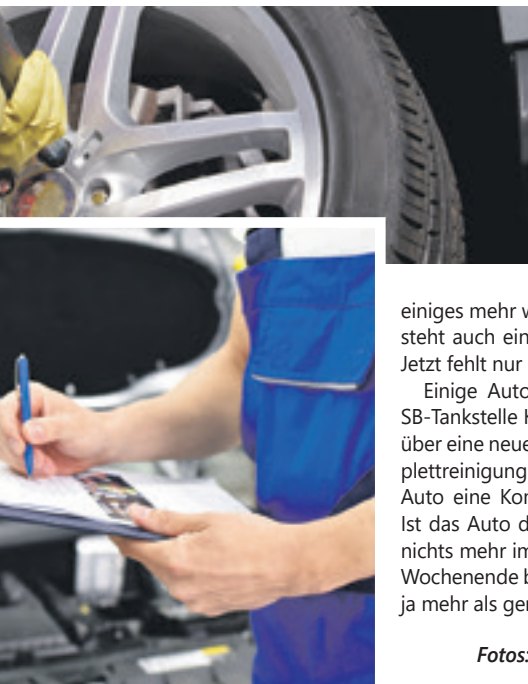 einiges mehr
steht auch ein
Jetzt fehlt nur
Einige Auto
SB-Tankstelle
über eine neue
plettreinigung
Auto eine Kor
Ist das Auto d
nichts mehr im
Wochenende b
ja mehr als ger
Fotos: